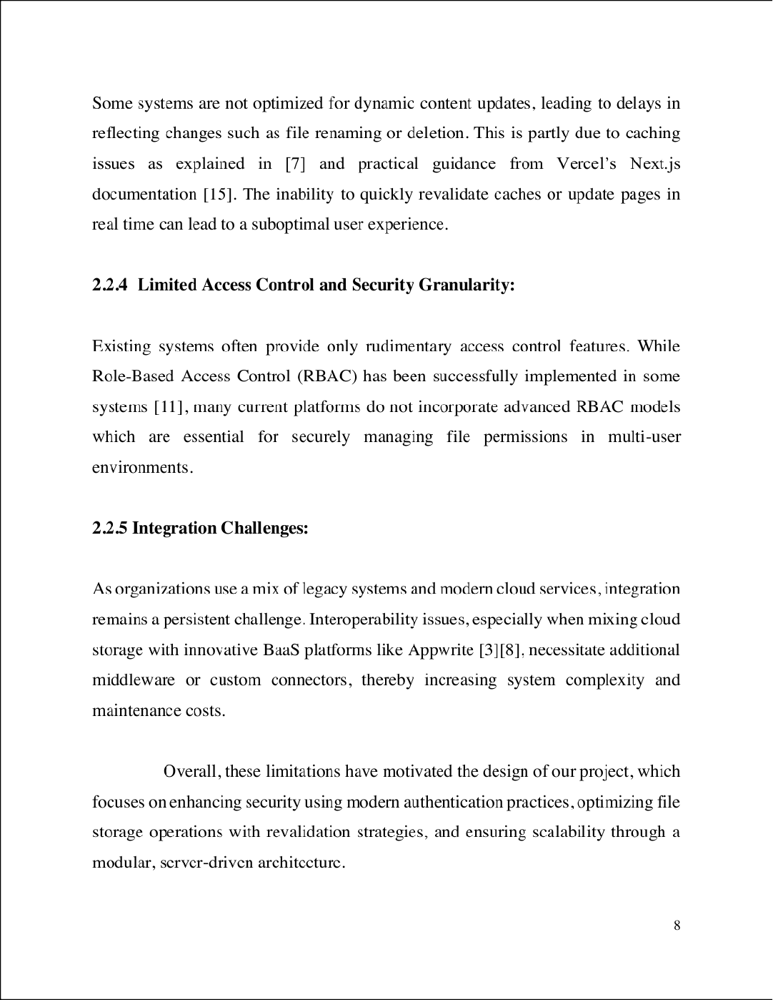 Some systems are not optimized for dynamic content updates, leading to delays in
reflecting changes such as file renaming or deletion. This is partly due to caching
issues as explained in [7] and practical guidance from Vercel’s Next.js
documentation [15]. The inability to quickly revalidate caches or update pages in
real time can lead to a suboptimal user experience.
2.2.4 Limited Access Control and Security Granularity:
Existing systems often provide only rudimentary access control features. While
Role-Based Access Control (RBAC) has been successfully implemented in some
systems [11], many current platforms do not incorporate advanced RBAC models
which are essential for securely managing file permissions in multi-user
environments.
2.2.5 Integration Challenges:
As organizations use a mix of legacy systems and modern cloud services, integration
remains a persistent challenge. Interoperability issues, especially when mixing cloud
storage with innovative BaaS platforms like Appwrite [3][8], necessitate additional
middleware or custom connectors, thereby increasing system complexity and
maintenance costs.
Overall, these limitations have motivated the design of our project, which
focuses on enhancing security using modern authentication practices, optimizing file
storage operations with revalidation strategies, and ensuring scalability through a
modular, server-driven architecture.
8